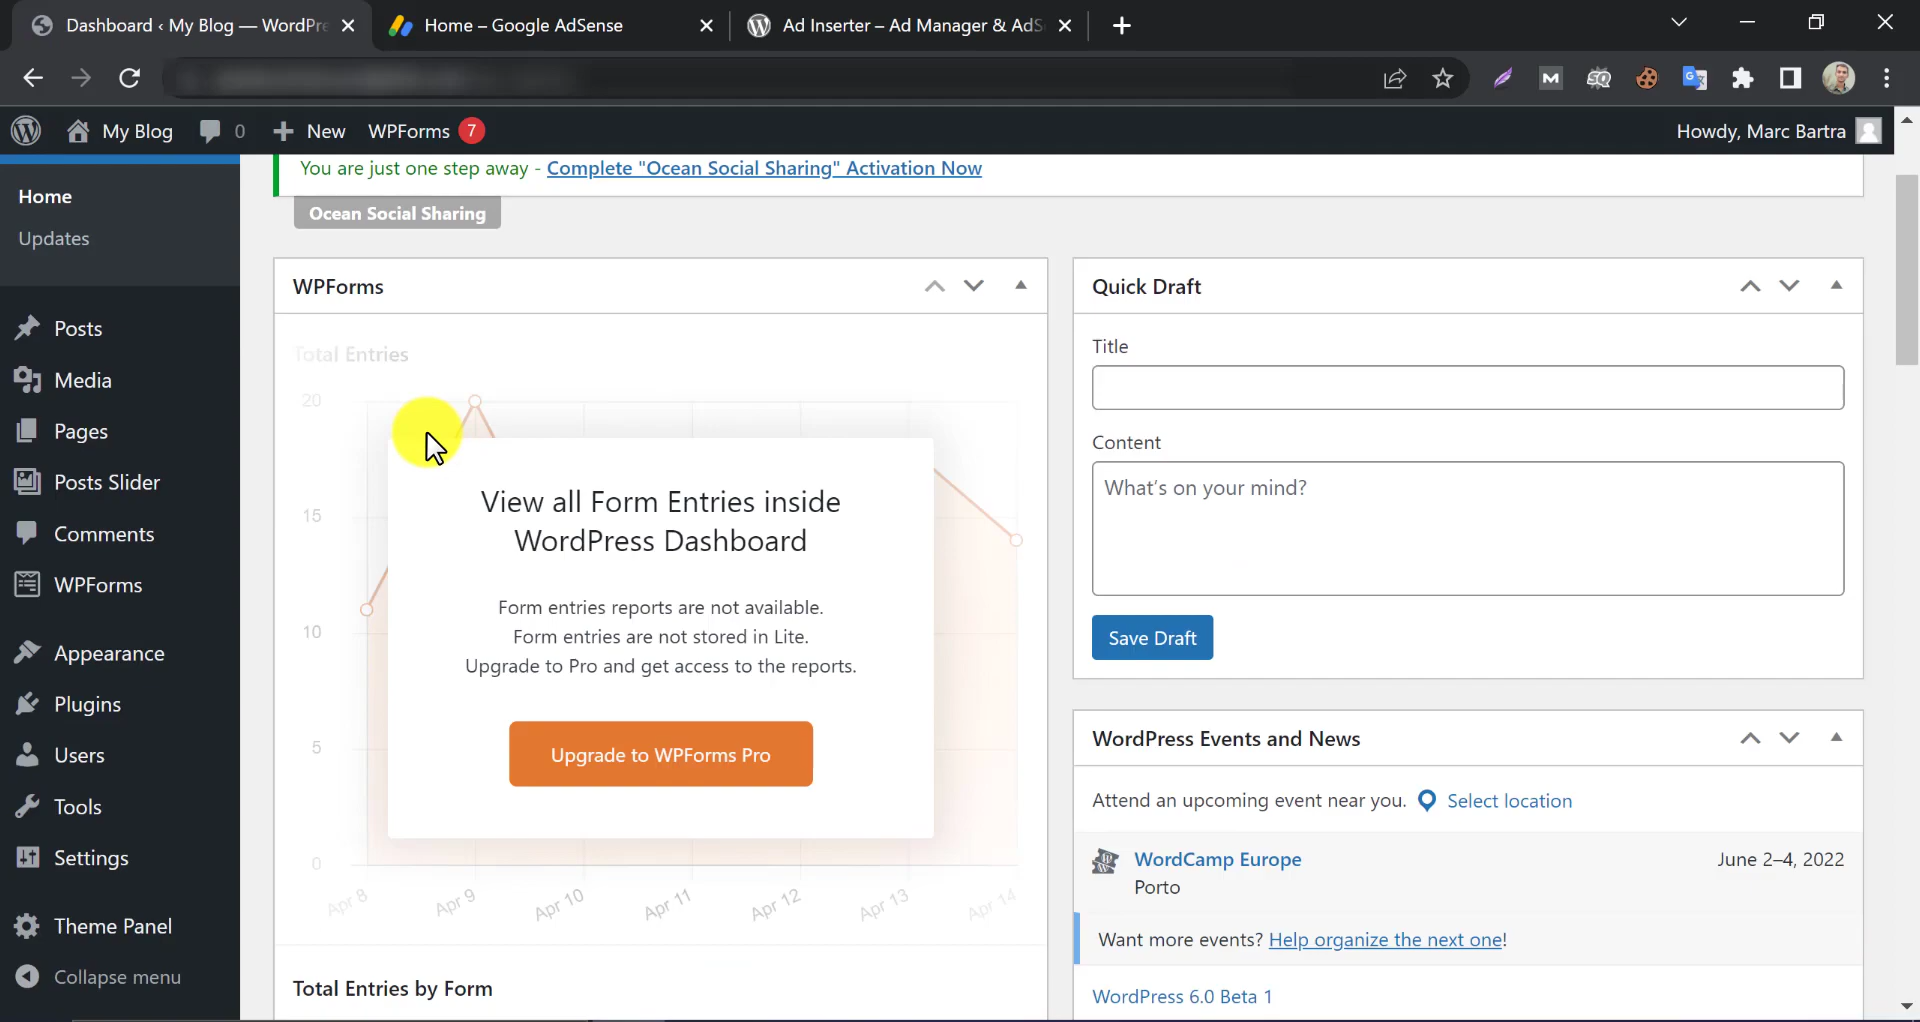 Dashboard ‹ My Blog — WordPre
Home – Google AdSense
Ad Inserter – Ad Manager & AdS
My Blog
0
New
WPForms
7
Howdy, Marc Bartra
Home
Updates
Posts
Media
Pages
Posts Slider
Comments
WPForms
Appearance
Plugins
Users
Tools
Settings
Theme Panel
Collapse menu
You are just one step away - Complete "Ocean Social Sharing" Activation Now
Ocean Social Sharing
WPForms
Total Entries
20
15
10
5
0
Apr 8
Apr 9
Apr 10
Apr 11
Apr 12
Apr 13
Apr 14
View all Form Entries inside
WordPress Dashboard
Form entries reports are not available.
Form entries are not stored in Lite.
Upgrade to Pro and get access to the reports.
Upgrade to WPForms Pro
Total Entries by Form
Quick Draft
Title
Content
What's on your mind?
Save Draft
WordPress Events and News
Attend an upcoming event near you.
Select location
WordCamp Europe
June 2–4, 2022
Porto
Want more events? Help organize the next one!
WordPress 6.0 Beta 1